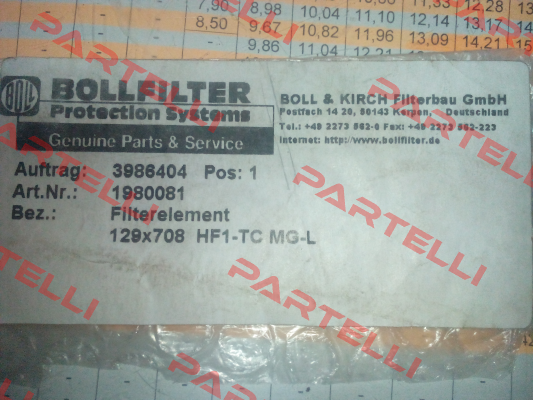 7,90 8,98 10,04 11,10 12,28 13
8,50 9,67 10,82 11,96 12,14 13,17
9,86 11,04 13,09 14,21
BOLL
BOLLFILTER
Protection Systems
Genuine Parts & Service
BOLL & KIRCH Filterbau GmbH
Postfach 14 20, 50143 Kerpen, Deutschland
Tel.: +49 2273 562-0 Fax: +49 2273 562-223
Internet: http://www.bollfilter.de
Auftrag: 3986404 Pos: 1
Art.Nr.: 1980081
Bez.: Filterelement
129x708 HF1-TC MG-L
PARTELLI
PARTELLI
PARTELLI
PARTELLI
PARTELLI